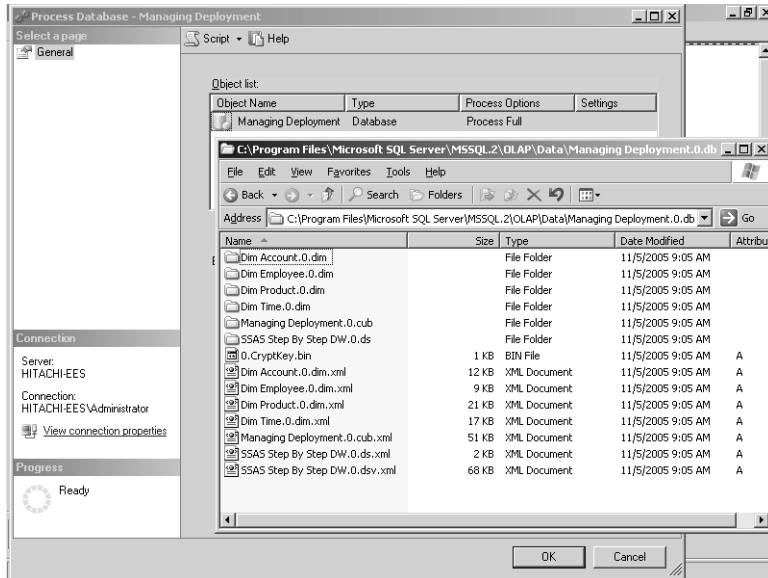 Process Database - Managing Deployment
Select a page
General
Script Help
Object list:
Object Name Type Process Options Settings
Managing Deployment Database Process Full
C:\Program Files\Microsoft SQL Server\MSSQL.2\OLAP\Data\Managing Deployment.0.db
File Edit View Favorites Tools Help
Back Search Folders
Address C:\Program Files\Microsoft SQL Server\MSSQL.2\OLAP\Data\Managing Deployment.0.db Go
Name Size Type Date Modified Attribu
Dim Account.0.dim File Folder 11/5/2005 9:05 AM
Dim Employee.0.dim File Folder 11/5/2005 9:05 AM
Dim Product.0.dim File Folder 11/5/2005 9:05 AM
Dim Time.0.dim File Folder 11/5/2005 9:05 AM
Managing Deployment.0.cub File Folder 11/5/2005 9:05 AM
SSAS Step By Step DW.0.ds File Folder 11/5/2005 9:05 AM
0.CryptKey.bin 1 KB BIN File 11/5/2005 9:05 AM A
Dim Account.0.dim.xml 12 KB XML Document 11/5/2005 9:05 AM A
Dim Employee.0.dim.xml 9 KB XML Document 11/5/2005 9:05 AM A
Dim Product.0.dim.xml 21 KB XML Document 11/5/2005 9:05 AM A
Dim Time.0.dim.xml 17 KB XML Document 11/5/2005 9:05 AM A
Managing Deployment.0.cub.xml 51 KB XML Document 11/5/2005 9:05 AM A
SSAS Step By Step DW.0.ds.xml 2 KB XML Document 11/5/2005 9:05 AM A
SSAS Step By Step DW.0.dsv.xml 68 KB XML Document 11/5/2005 9:05 AM A
Connection
Server:
HITACHI-EES
Connection:
HITACHI-EES\Administrator
View connection properties
Progress
Ready
OK Cancel